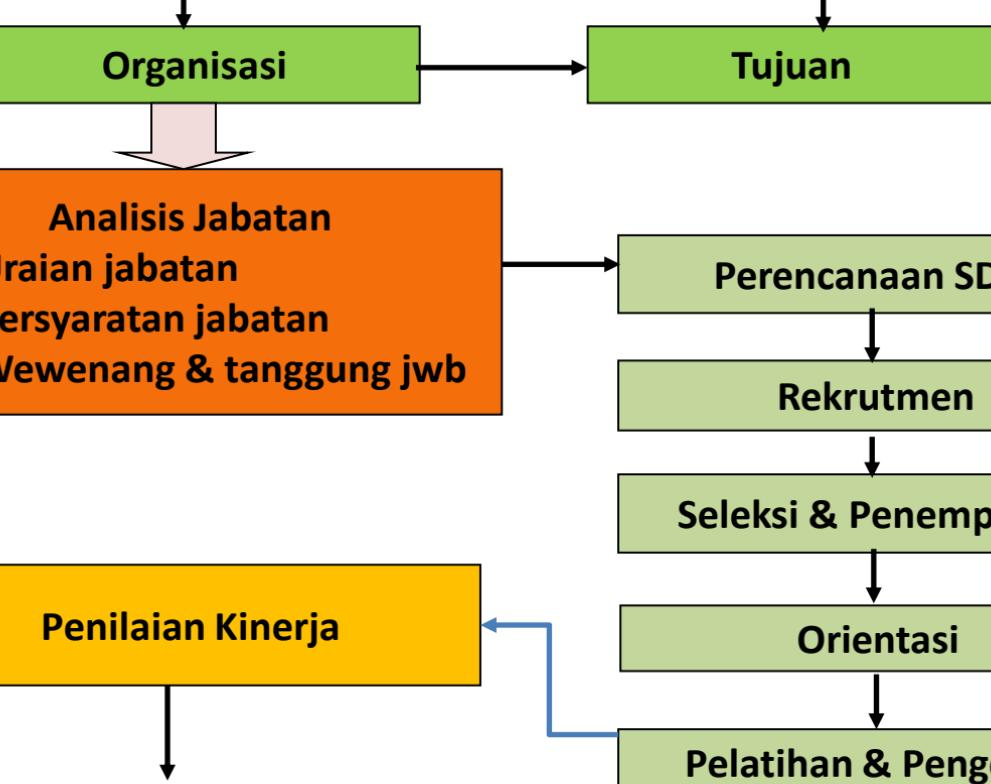 Organisasi
Tujuan
Analisis Jabatan
raian jabatan
ersyaratan jabatan
ewenang & tanggung jwb
Perencanaan SD
Rekrutmen
Seleksi & Penemp
Orientasi
Penilaian Kinerja
Pelatihan & Peng